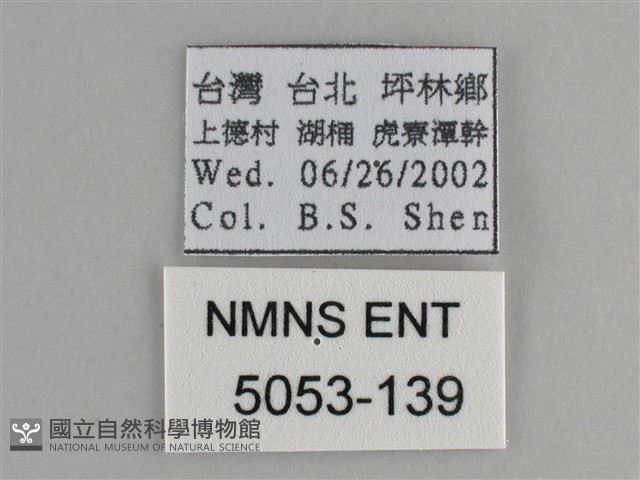 台灣 台北 坪林鄉
上德村 湖桶 虎寮潭幹
Wed. 06/26/2002
Col. B.S. Shen
NMNS ENT
5053-139
國立自然科學博物館
NATIONAL MUSEUM OF NATURAL SCIENCE